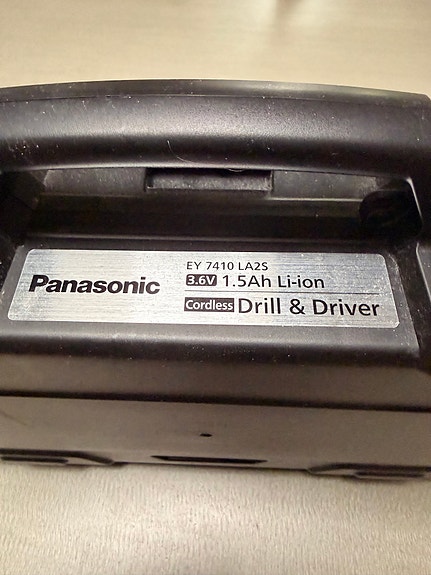 Panasonic
EY 7410 LA2S
3.6V 1.5Ah Li-ion
Cordless Drill & Driver